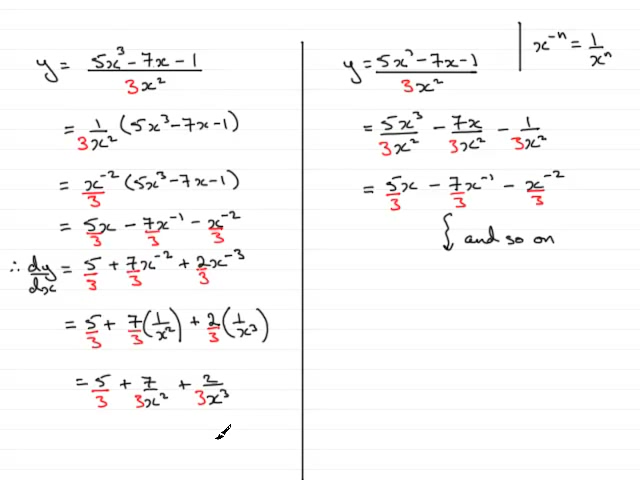 y = (5x³ − 7x − 1)/(3x²)
= 1/(3x²) (5x³ − 7x − 1)
= x⁻²/3 (5x³ − 7x − 1)
= 5x/3 − 7x⁻¹/3 − x⁻²/3
∴ dy/dx = 5/3 + 7x⁻²/3 + 2x⁻³/3
= 5/3 + 7/3 (1/x²) + 2/3 (1/x³)
= 5/3 + 7/(3x²) + 2/(3x³)
x⁻ⁿ = 1/xⁿ
y = (5x³ − 7x − 1)/(3x²)
= 5x³/(3x²) − 7x/(3x²) − 1/(3x²)
= 5x/3 − 7x⁻¹/3 − x⁻²/3
and so on